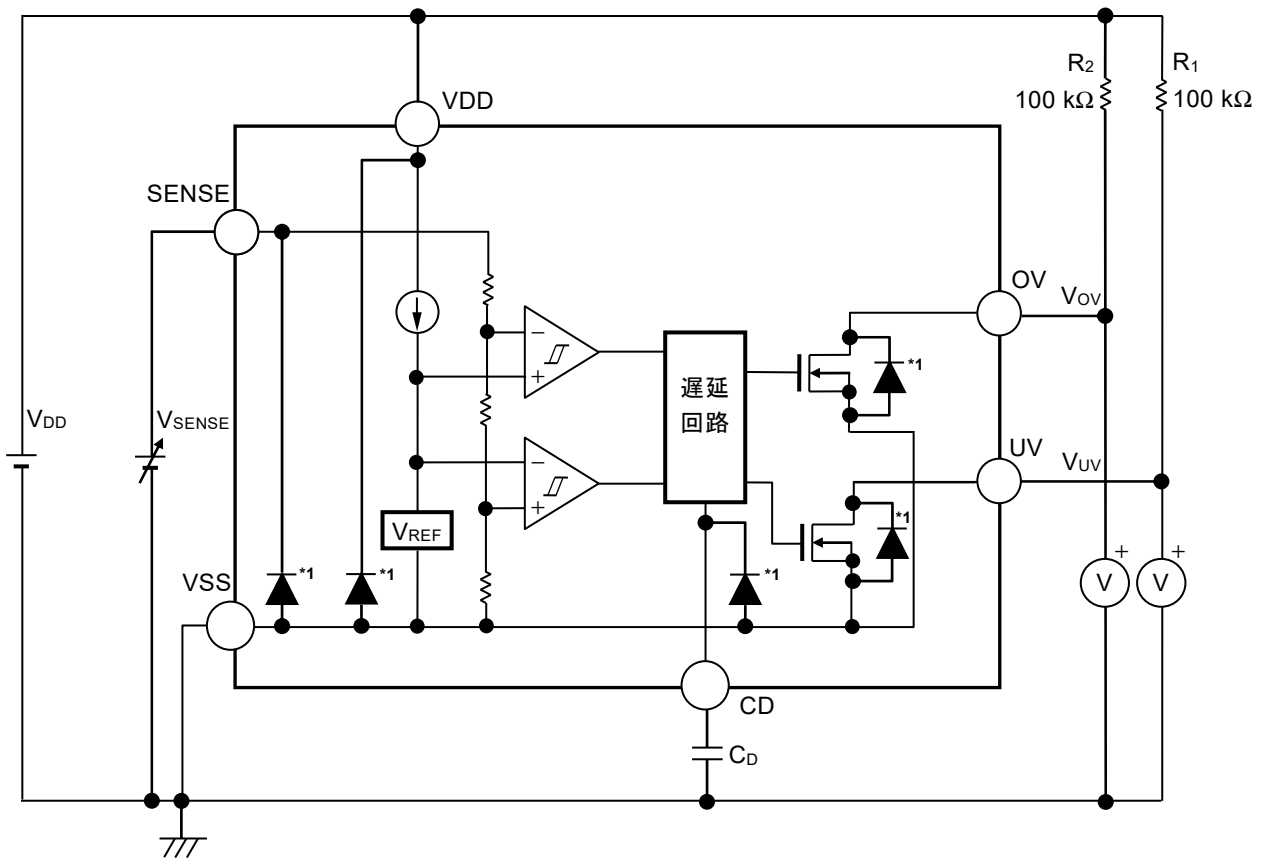 R2
100 kΩ
R1
100 kΩ
VDD
SENSE
OV
VOV
−
+
*1
遅延
回路
VDD
VSENSE
UV
VUV
−
+
*1
VREF
+
+
VSS
*1
*1
*1
V
V
CD
CD